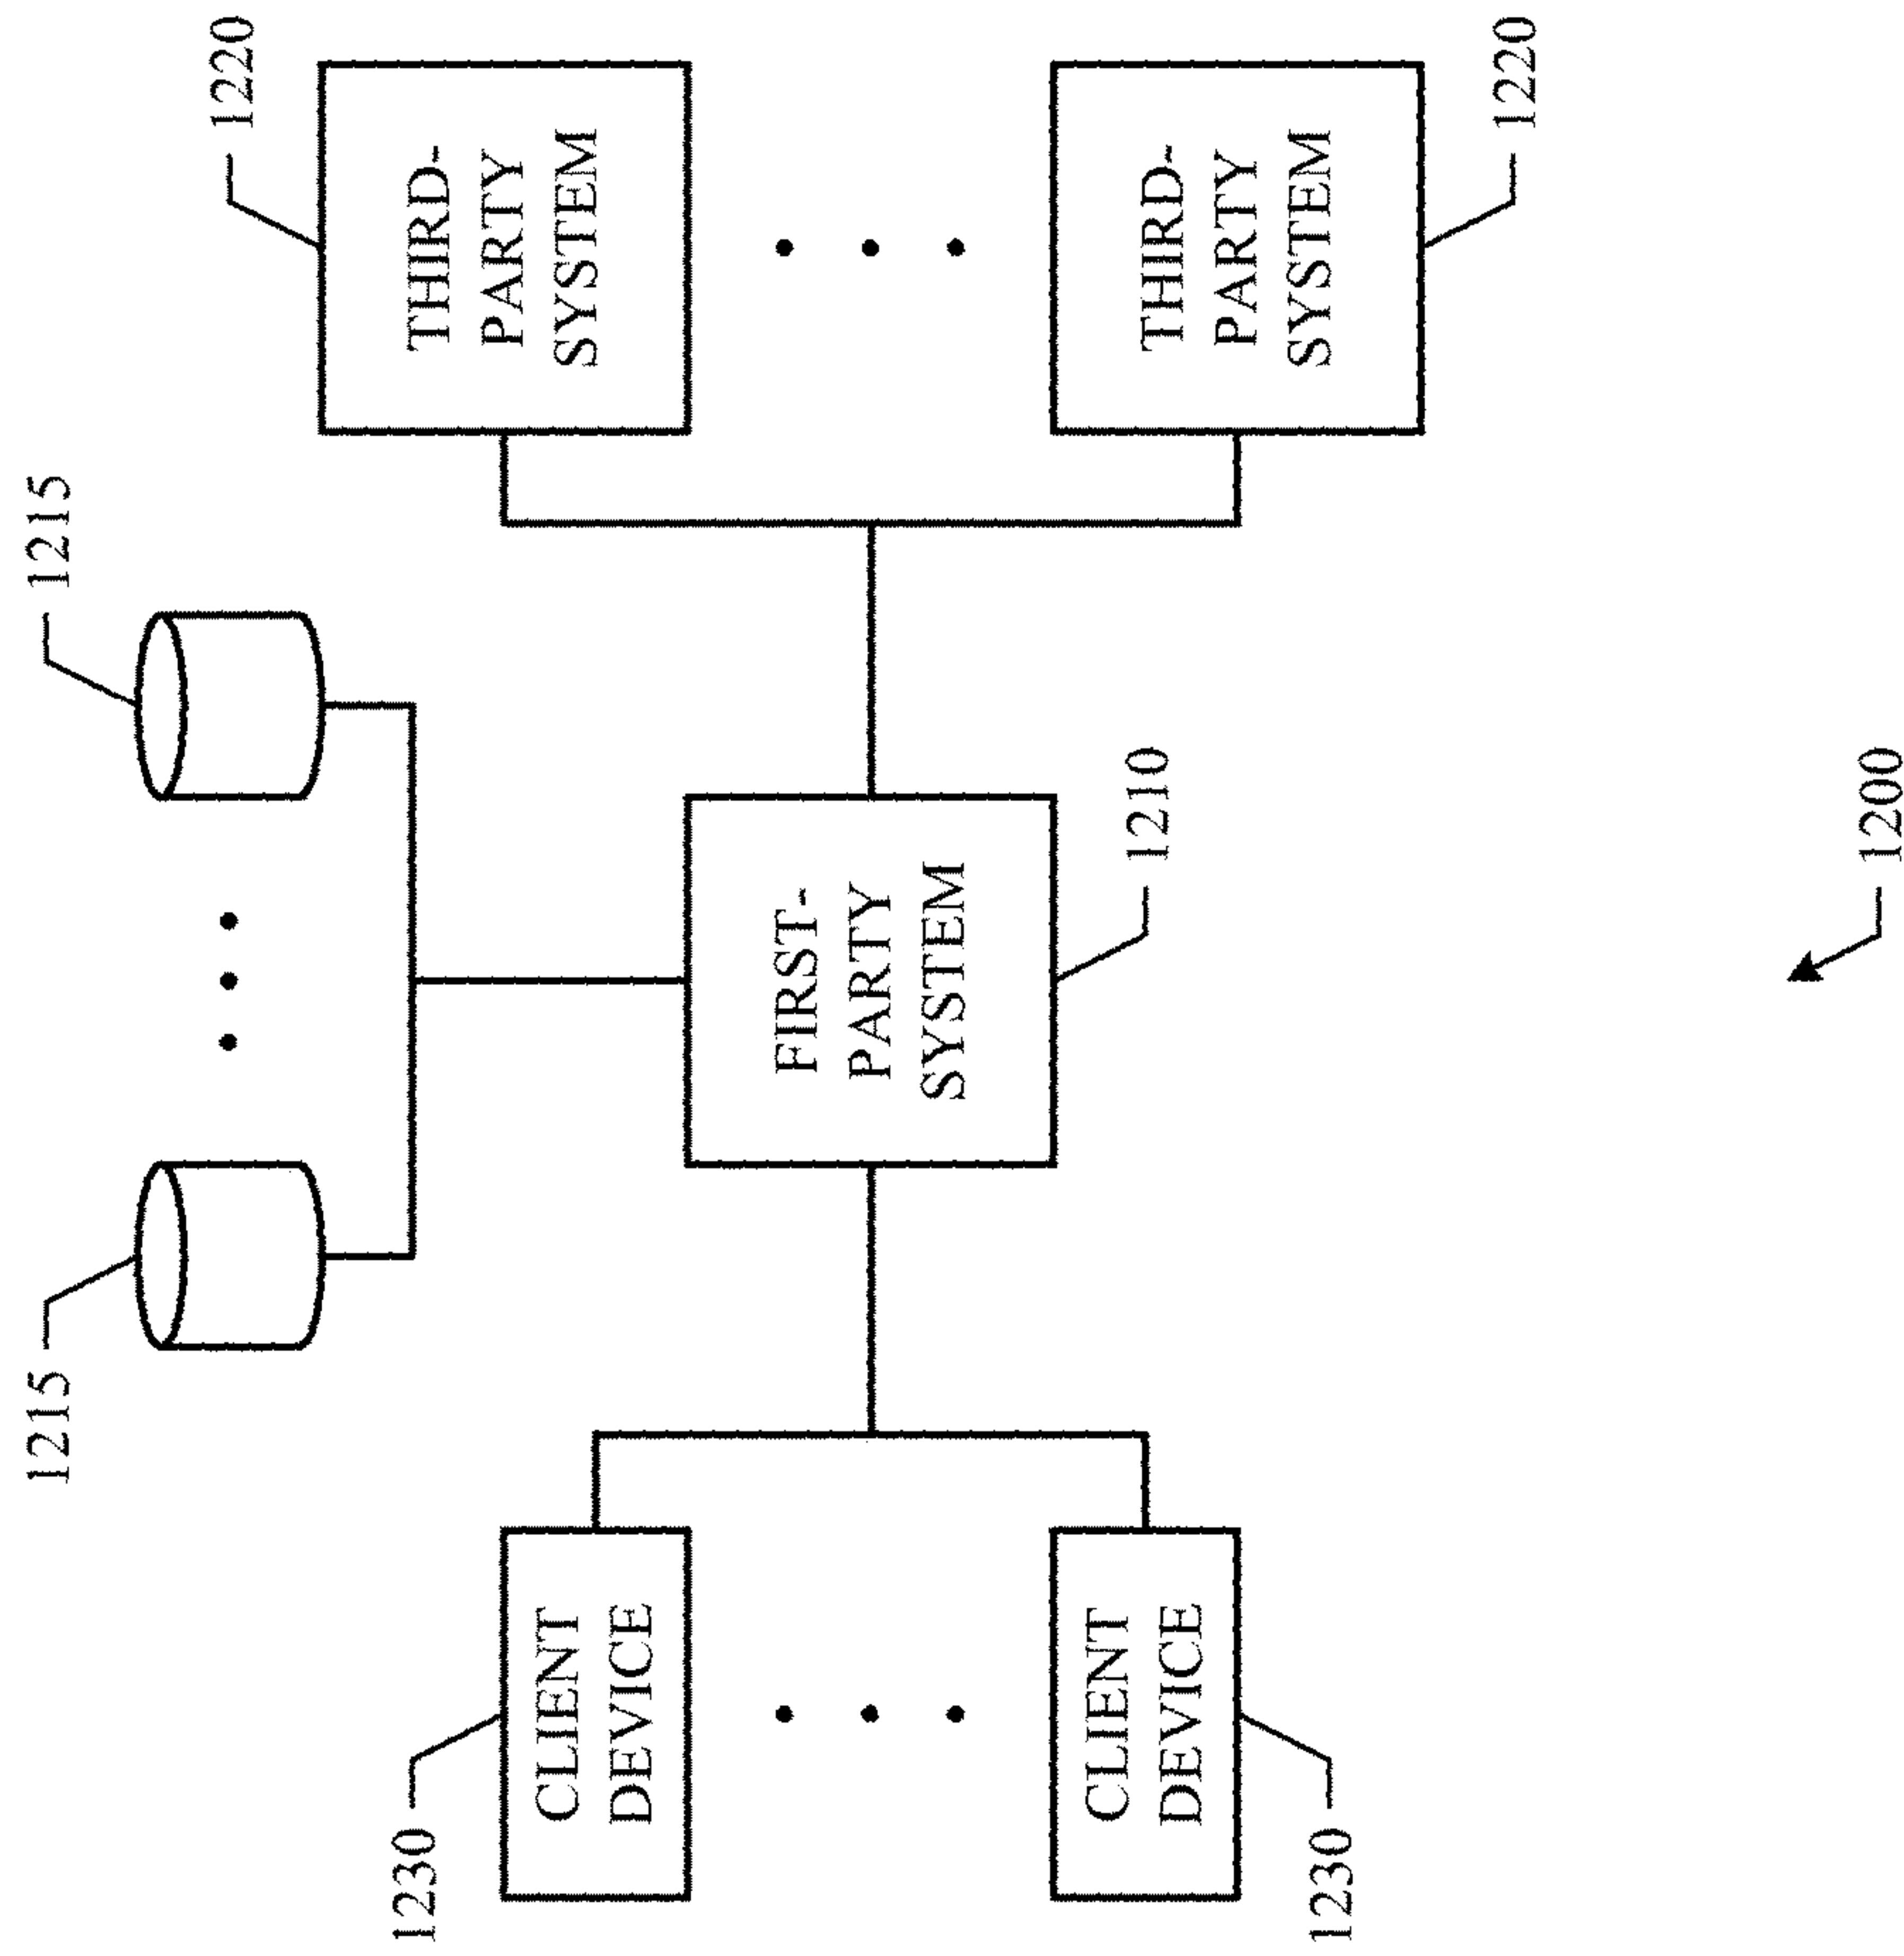 1215
1215
1220
THIRD-
PARTY
SYSTEM
1230
CLIENT
DEVICE
FIRST-
PARTY
SYSTEM
1210
CLIENT
DEVICE
1230
THIRD-
PARTY
SYSTEM
1220
1200